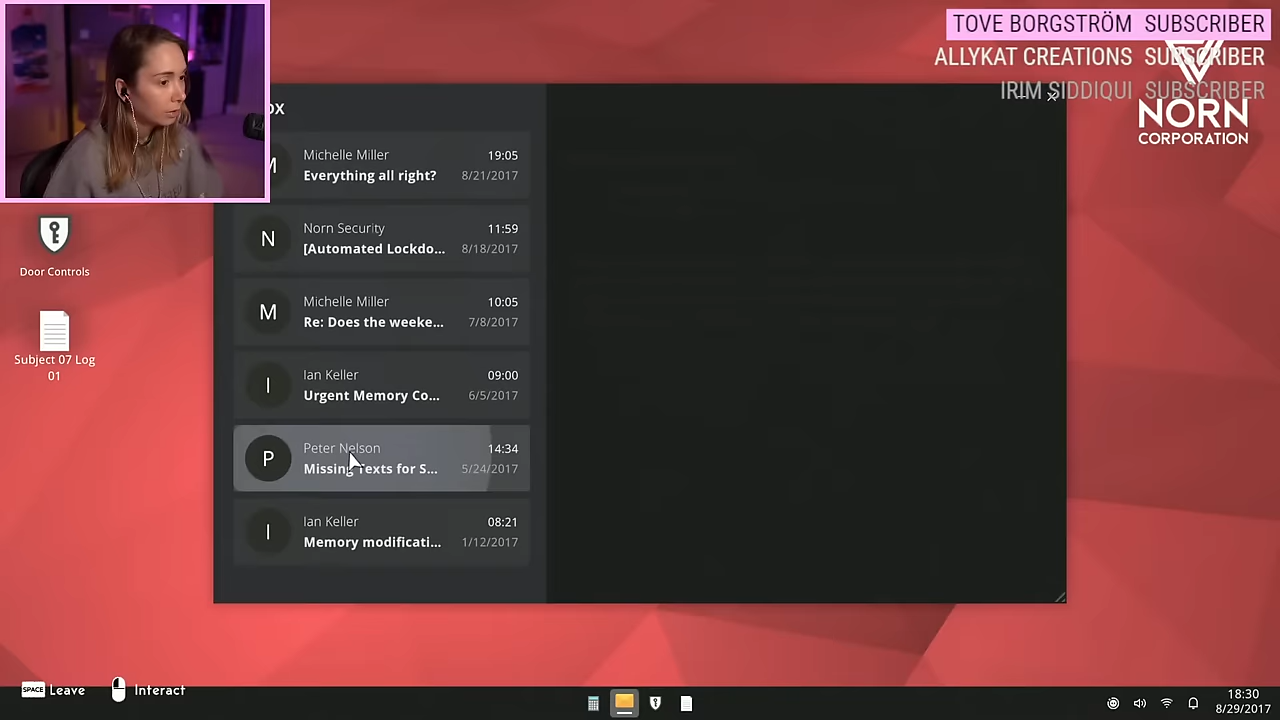 TOVE BORGSTRÖM SUBSCRIBER
ALLYKAT CREATIONS SUBSCRIBER
IRIM SIDDIQUI SUBSCRIBER
NORN
CORPORATION
Michelle Miller 19:05
Everything all right? 8/21/2017
N
Norn Security 11:59
[Automated Lockdo... 8/18/2017
M
Michelle Miller 10:05
Re: Does the weeke... 7/8/2017
I
Ian Keller 09:00
Urgent Memory Co... 6/5/2017
P
Peter Nelson 14:34
Missing Texts for S... 5/24/2017
I
Ian Keller 08:21
Memory modificati... 1/12/2017
Door Controls
Subject 07 Log
01
SPACE Leave
Interact
18:30
8/29/2017